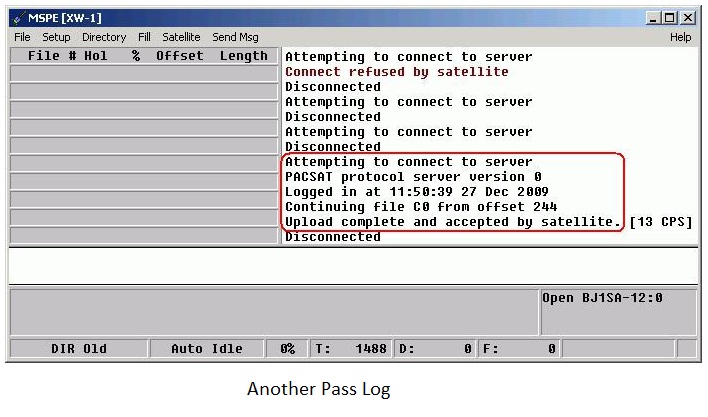 MSPE [XW-1]
File Setup Directory Fill Satellite Send Msg Help
File # Hol % Offset Length
Attempting to connect to server
Connect refused by satellite
Disconnected
Attempting to connect to server
Disconnected
Attempting to connect to server
Disconnected
Attempting to connect to server
PACSAT protocol server version 0
Logged in at 11:50:39 27 Dec 2009
Continuing file C0 from offset 244
Upload complete and accepted by satellite. [13 CPS]
Disconnected
Open BJ1SA-12:0
DIR Old Auto Idle 0% T: 1488 D: 0 F: 0
Another Pass Log